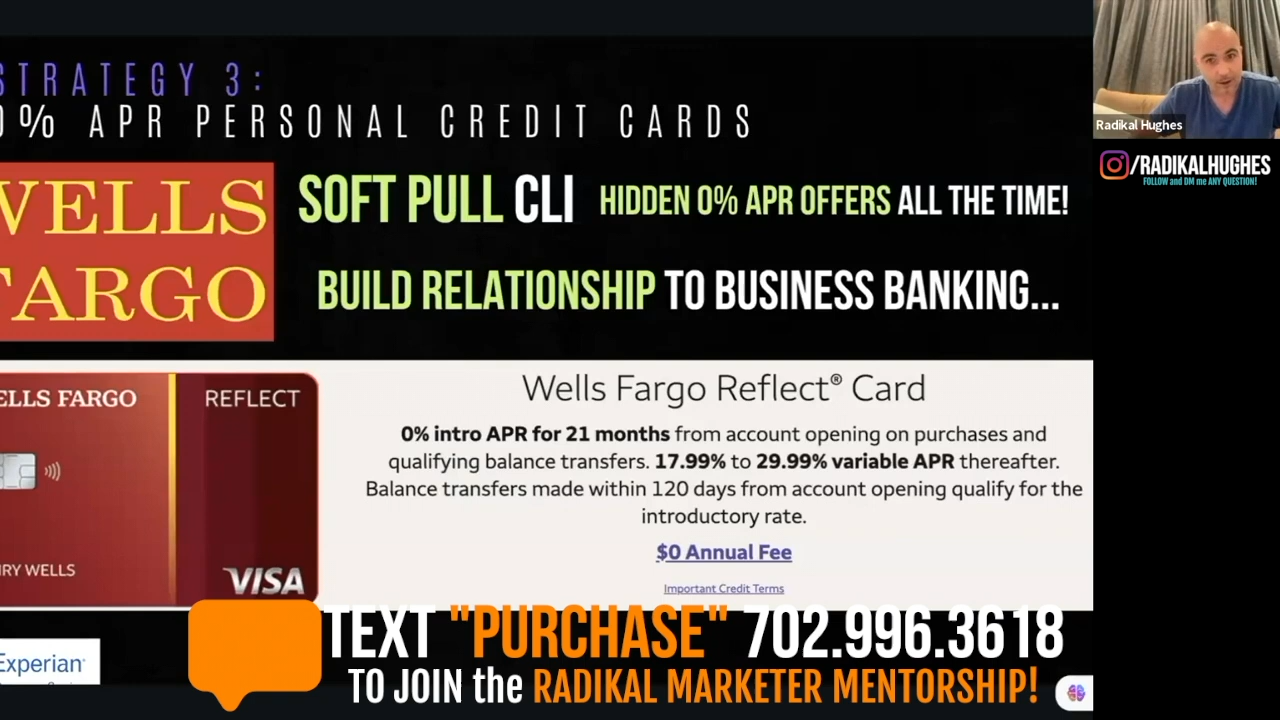 STRATEGY 3:
0% APR PERSONAL CREDIT CARDS
WELLS
FARGO
SOFT PULL CLI
HIDDEN 0% APR OFFERS ALL THE TIME!
BUILD RELATIONSHIP TO BUSINESS BANKING...
ELLS FARGO
REFLECT
RY WELLS
VISA
Wells Fargo Reflect® Card
0% intro APR for 21 months from account opening on purchases and
qualifying balance transfers. 17.99% to 29.99% variable APR thereafter.
Balance transfers made within 120 days from account opening qualify for the
introductory rate.
$0 Annual Fee
Important Credit Terms
Experian
TEXT "PURCHASE" 702.996.3618
TO JOIN the RADIKAL MARKETER MENTORSHIP!
Radikal Hughes
/RADIKALHUGHES
FOLLOW and DM me ANY QUESTION!